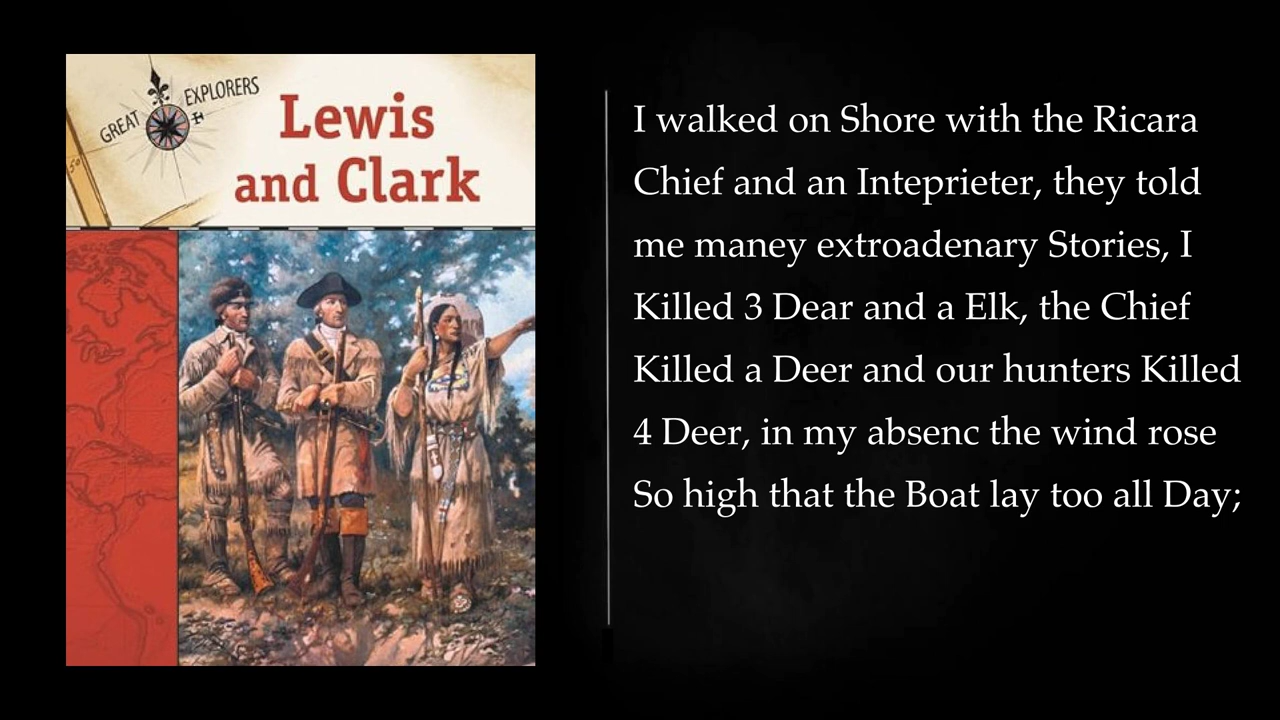 GREAT EXPLORERS
Lewis
and Clark
I walked on Shore with the Ricara
Chief and an Inteprieter, they told
me maney extroadenary Stories, I
Killed 3 Dear and a Elk, the Chief
Killed a Deer and our hunters Killed
4 Deer, in my absenc the wind rose
So high that the Boat lay too all Day;